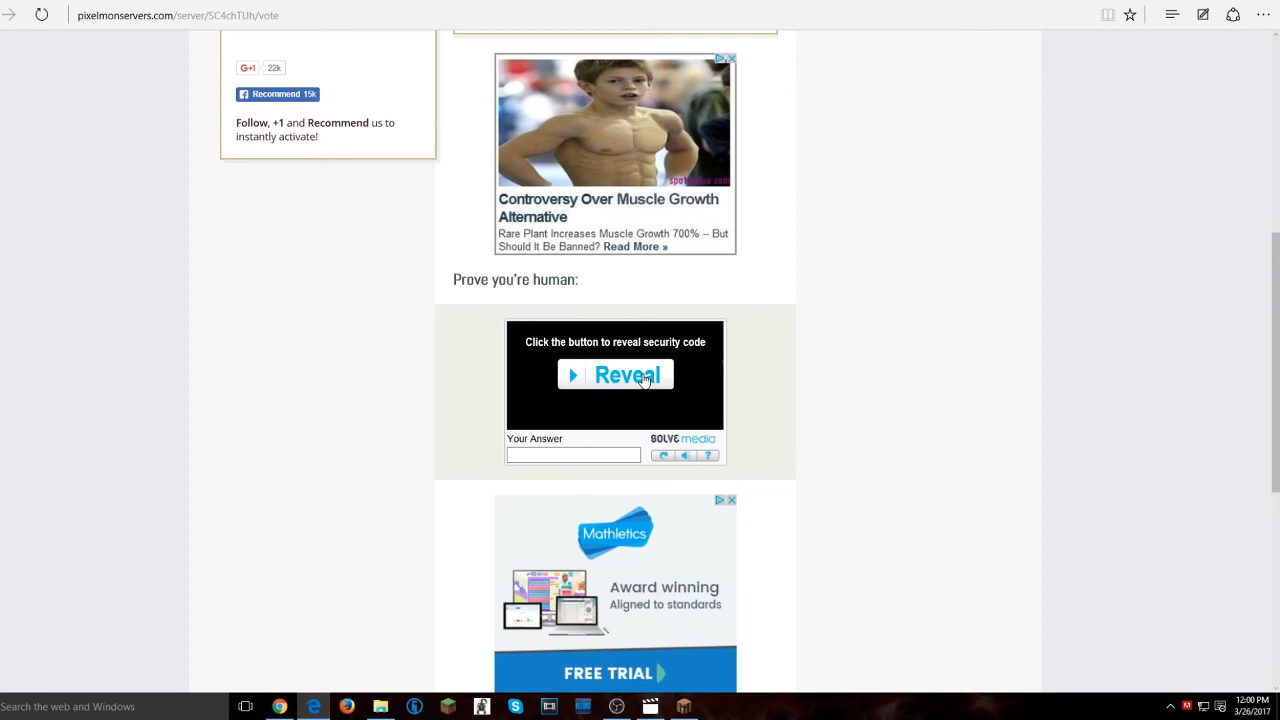 pixelmonservers.com/server/SC4chTUh/vote
G+1 22k
Recommend 15k
Follow, +1 and Recommend us to
instantly activate!
Controversy Over Muscle Growth
Alternative
Rare Plant Increases Muscle Growth 700% -- But
Should It Be Banned? Read More »
Prove you're human:
Click the button to reveal security code
Reveal
Your Answer
SOLVE media
?
Mathletics
Award winning
Aligned to standards
FREE TRIAL
Search the web and Windows
12:00 PM
3/26/2017